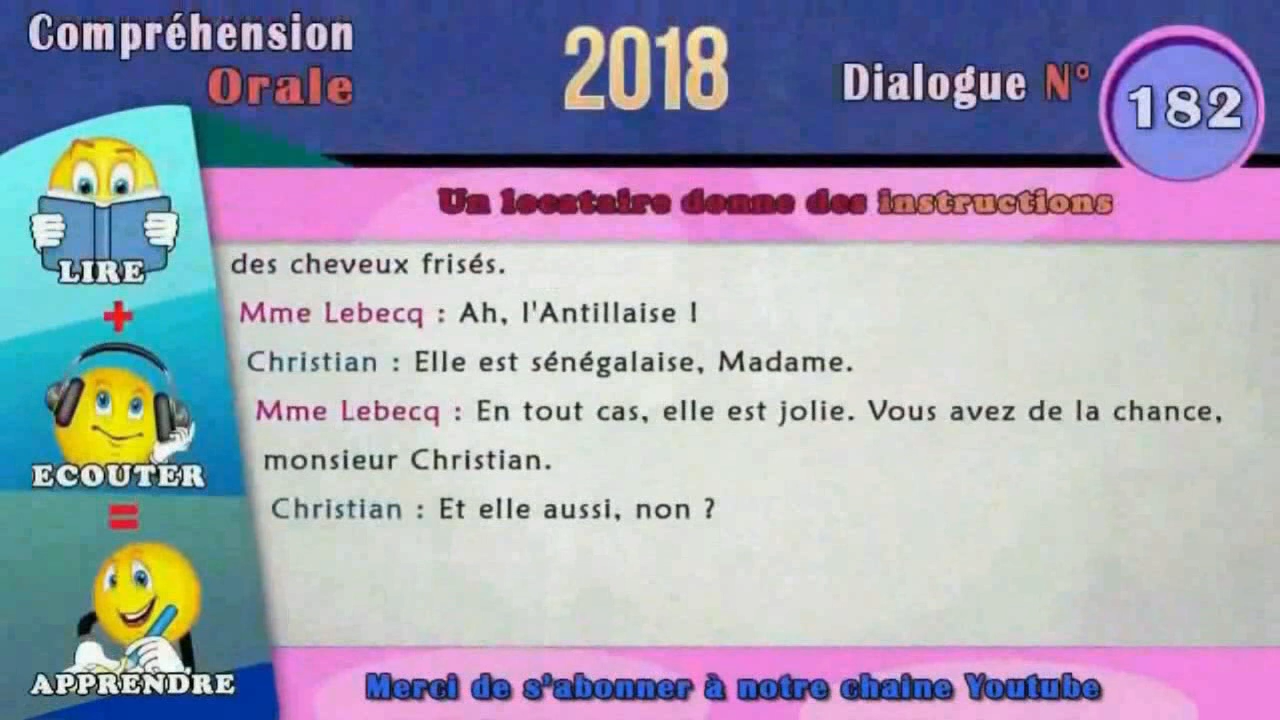 Compréhension
Orale
2018
Dialogue N°
182
Un locataire donne des instructions
des cheveux frisés.
Mme Lebecq : Ah, l'Antillaise !
Christian : Elle est sénégalaise, Madame.
Mme Lebecq : En tout cas, elle est jolie. Vous avez de la chance,
monsieur Christian.
Christian : Et elle aussi, non ?
LIRE
+
ECOUTER
=
APPRENDRE
Merci de s'abonner à notre chaine Youtube